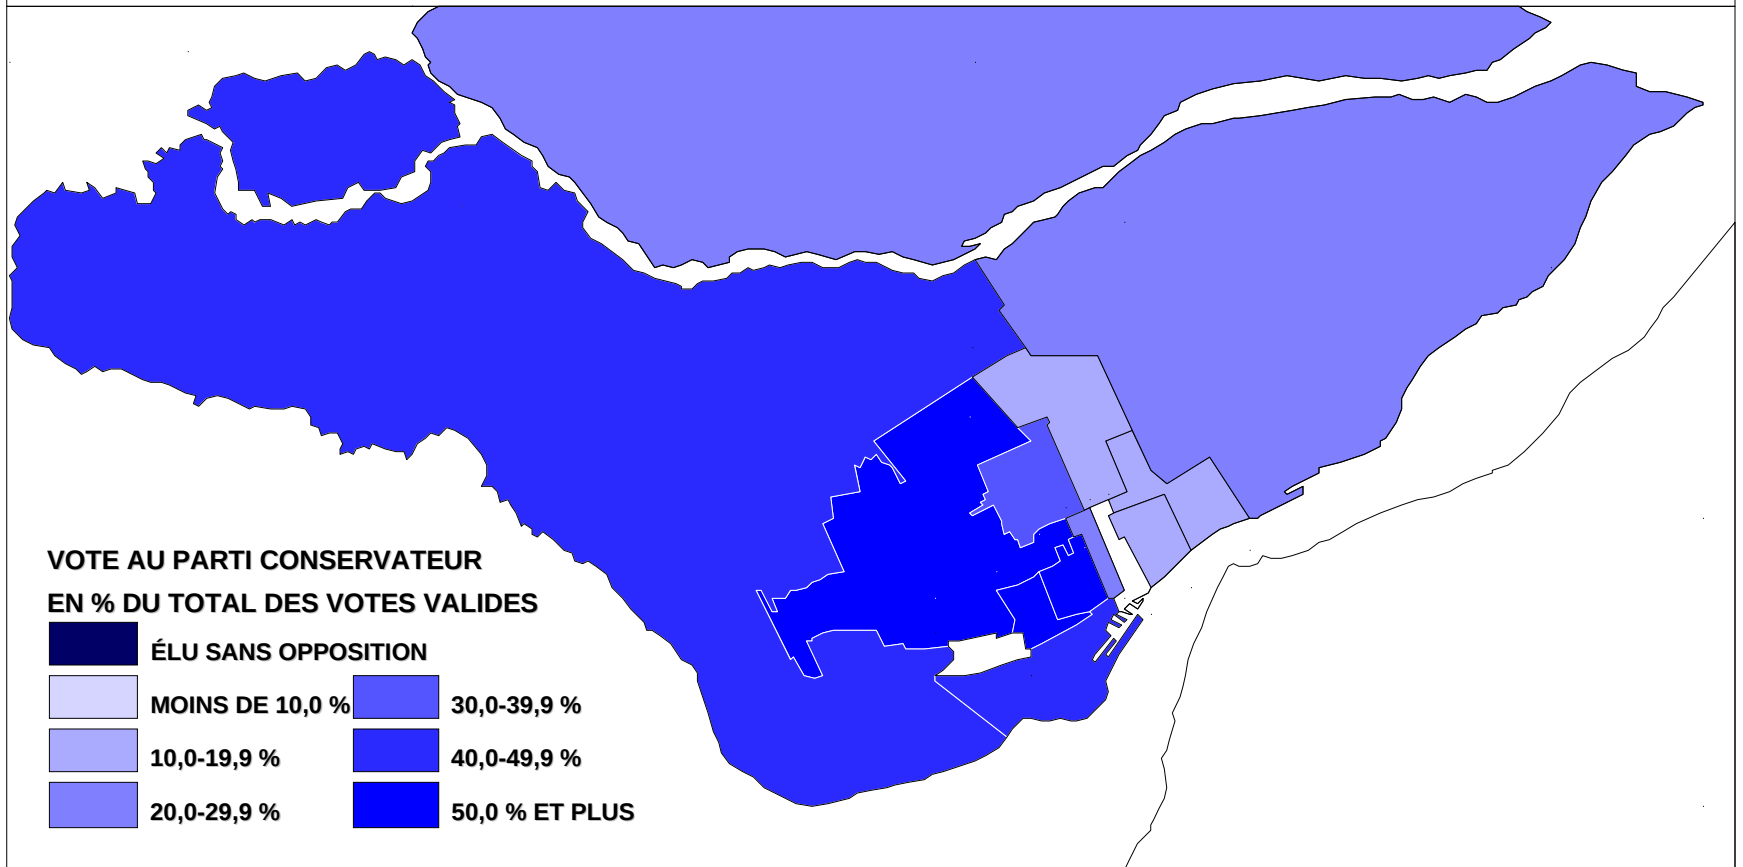 VOTE AU PARTI CONSERVATEUR
EN % DU TOTAL DES VOTES VALIDES
ÉLU SANS OPPOSITION
MOINS DE 10,0 %
10,0-19,9 %
20,0-29,9 %
30,0-39,9 %
40,0-49,9 %
50,0 % ET PLUS